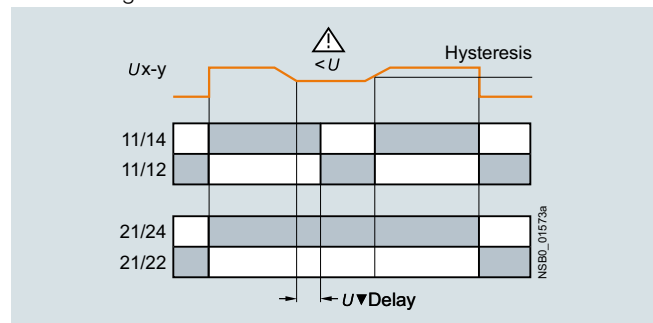 < U
Hysteresis
Ux-y
11/14
11/12
21/24
21/22
U▼Delay
NSB0_01573a